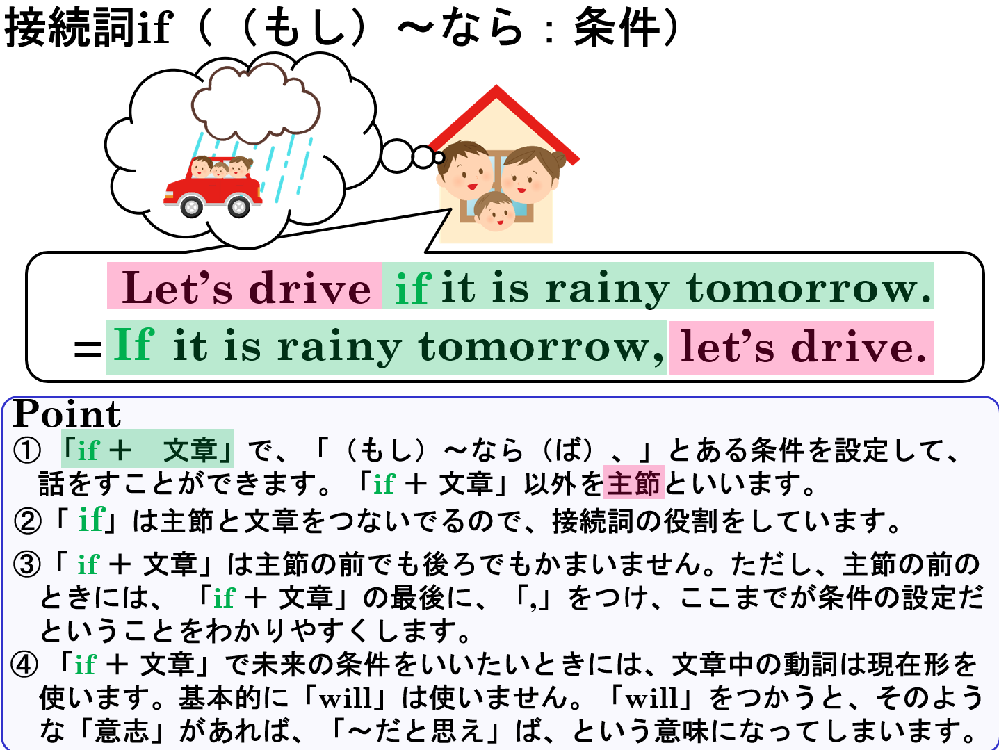 接続詞if（（もし）～なら：条件）
Let’s drive if it is rainy tomorrow.
=If it is rainy tomorrow, let’s drive.
Point
①「if＋　文章」で、「（もし）～なら（ば）、」とある条件を設定して、
話をすことができます。「if＋文章」以外を主節といいます。
②「if」は主節と文章をつないでるので、接続詞の役割をしています。
③「if＋文章」は主節の前でも後ろでもかまいません。ただし、主節の前の
ときには、「if＋文章」の最後に、「,」をつけ、ここまでが条件の設定だ
ということをわかりやすくします。
④「if＋文章」で未来の条件をいいたいときには、文章中の動詞は現在形を
使います。基本的に「will」は使いません。「will」をつかうと、そのよう
な「意志」があれば、「～だと思え」ば、という意味になってしまいます。